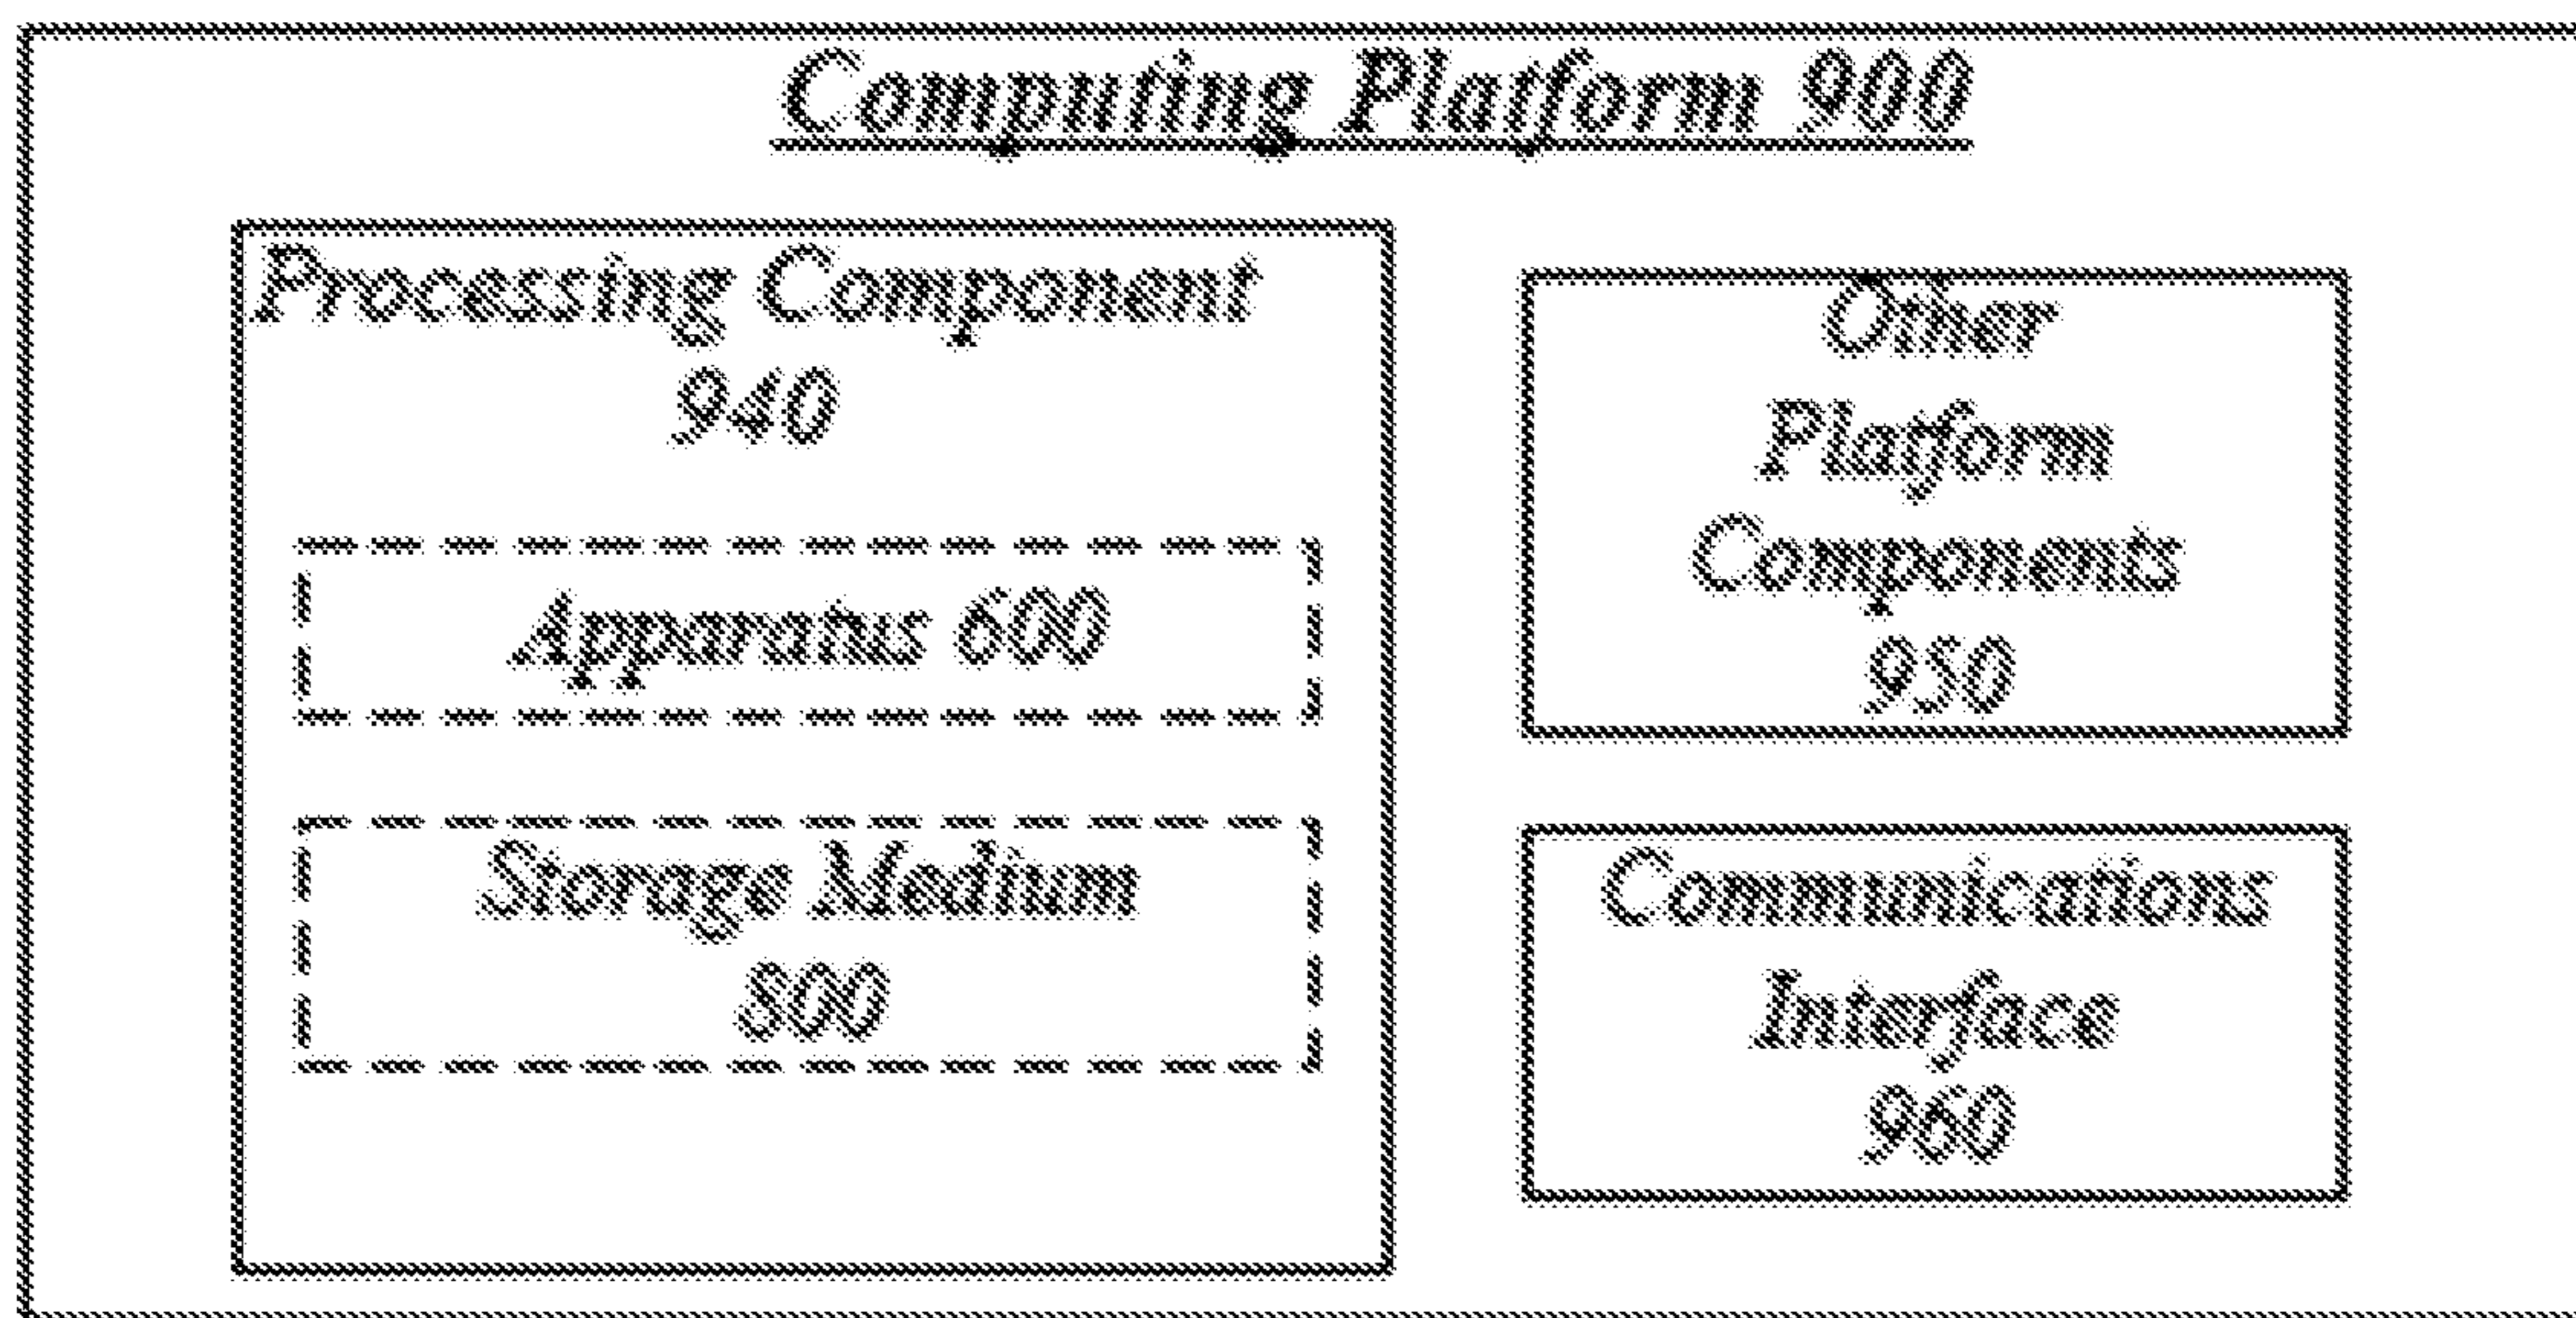 Computing Platform 900
Processing Component
940
Apparatus 600
Storage Medium
800
Other
Platform
Components
950
Communications
Interface
960